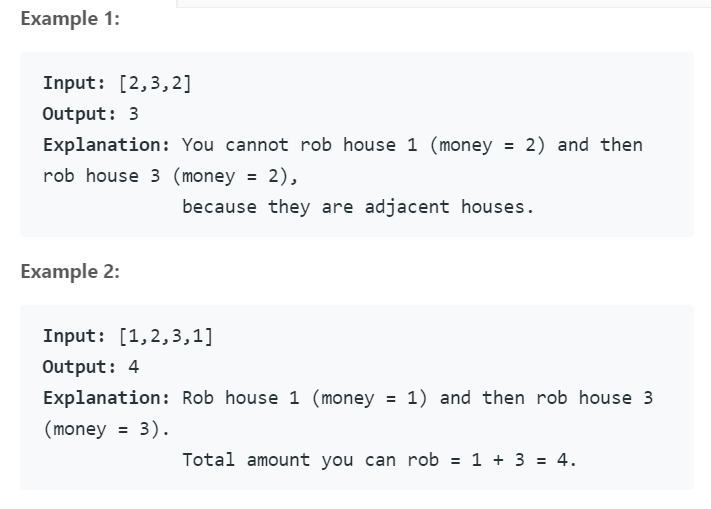 Example 1:
Input: [2,3,2]
Output: 3
Explanation: You cannot rob house 1 (money = 2) and then
rob house 3 (money = 2),
because they are adjacent houses.
Example 2:
Input: [1,2,3,1]
Output: 4
Explanation: Rob house 1 (money = 1) and then rob house 3
(money = 3).
Total amount you can rob = 1 + 3 = 4.